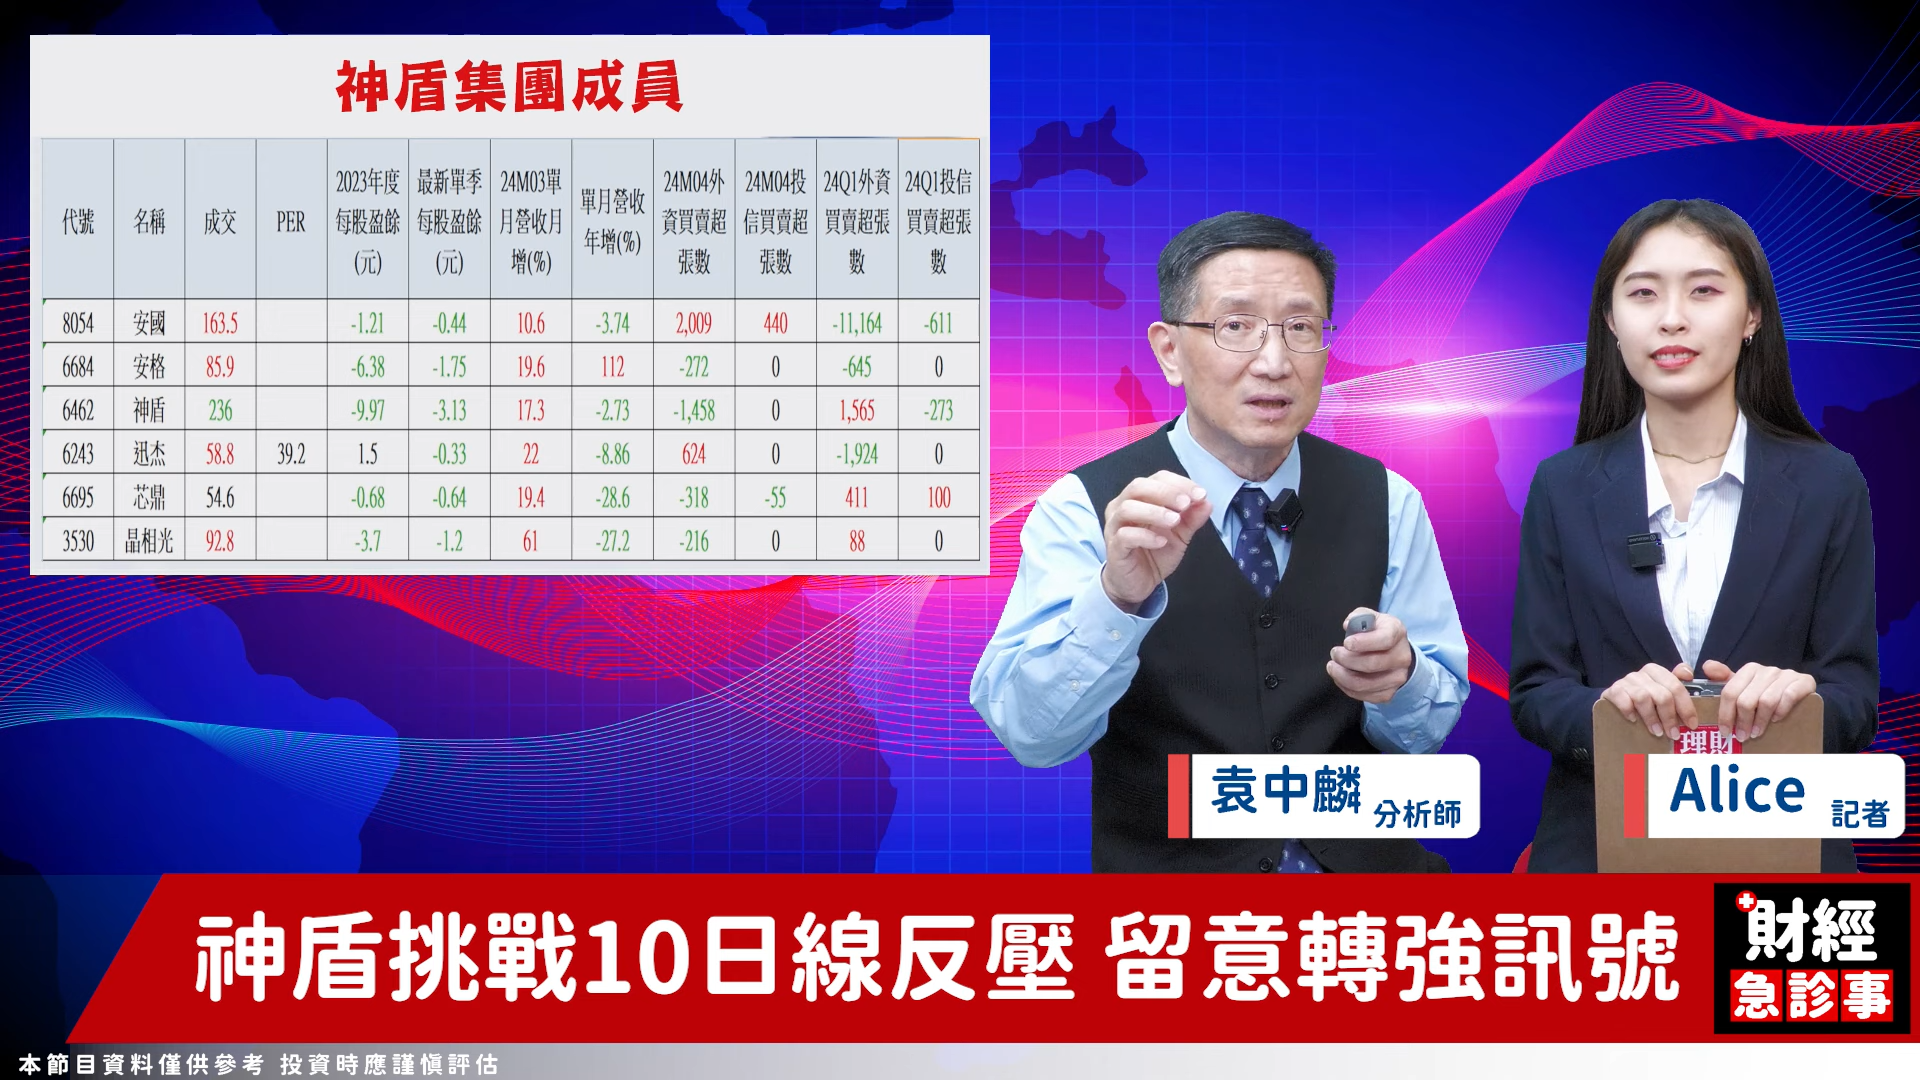 神盾集團成員
代號 名稱 成交 PER 2023年度每股盈餘(元) 最新單季每股盈餘(元) 24M03單月營收月增(%) 單月營收年增(%) 24M04外資買賣超張數 24M04投信買賣超張數 24Q1外資買賣超張數 24Q1投信買賣超張數
8054 安國 163.5 -1.21 -0.44 10.6 -3.74 2,009 440 -11,164 -611
6684 安格 85.9 -6.38 -1.75 19.6 112 -272 0 -645 0
6462 神盾 236 -9.97 -3.13 17.3 -2.73 -1,458 0 1,565 -273
6243 迅杰 58.8 39.2 1.5 -0.33 22 -8.86 624 0 -1,924 0
6695 芯鼎 54.6 -0.68 -0.64 19.4 -28.6 -318 -55 411 100
3530 晶相光 92.8 -3.7 -1.2 61 -27.2 -216 0 88 0
理財
袁中麟 分析師
Alice 記者
神盾挑戰10日線反壓 留意轉強訊號
財經
急診事
本節目資料僅供參考 投資時應謹慎評估